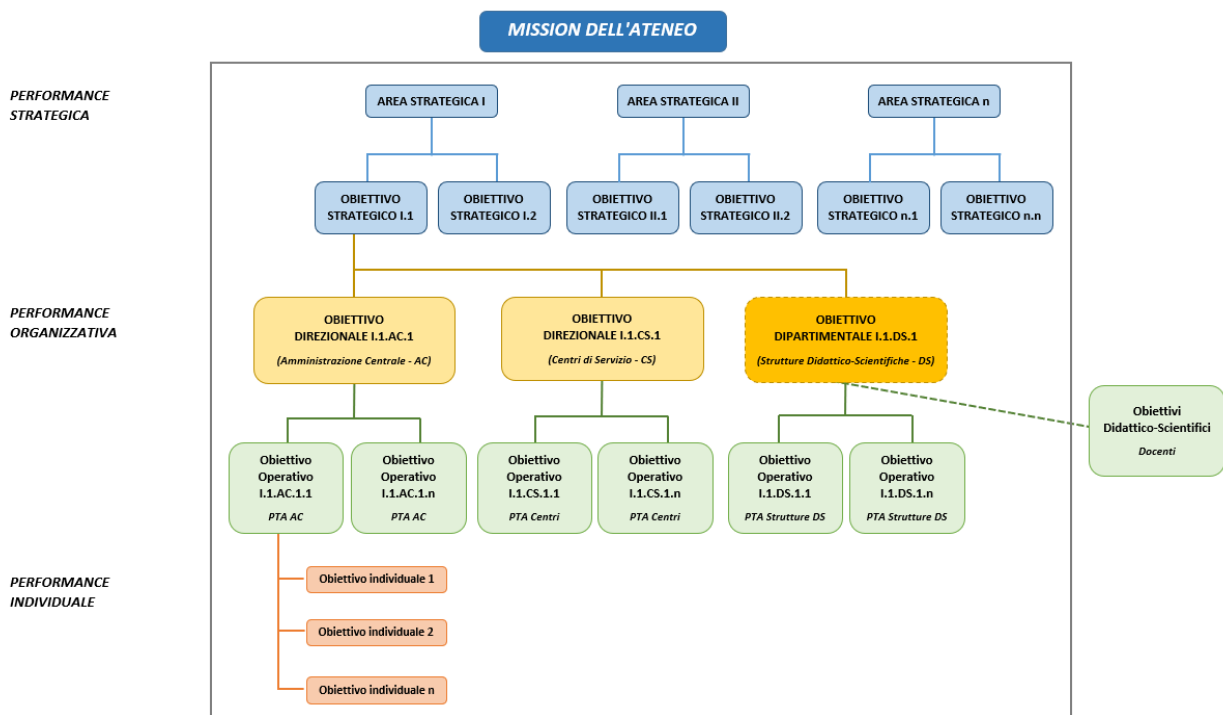 MISSION DELL'ATENEO
PERFORMANCE
STRATEGICA
AREA STRATEGICA I
AREA STRATEGICA II
AREA STRATEGICA n
OBIETTIVO
STRATEGICO I.1
OBIETTIVO
STRATEGICO I.2
OBIETTIVO
STRATEGICO II.1
OBIETTIVO
STRATEGICO II.2
OBIETTIVO
STRATEGICO n.1
OBIETTIVO
STRATEGICO n.n
PERFORMANCE
ORGANIZZATIVA
OBIETTIVO
DIREZIONALE I.1.AC.1
(Amministrazione Centrale - AC)
OBIETTIVO
DIREZIONALE I.1.CS.1
(Centri di Servizio - CS)
OBIETTIVO
DIPARTIMENTALE I.1.DS.1
(Strutture Didattico-Scientifiche - DS)
Obiettivi
Didattico-Scientifici
Docenti
Obiettivo
Operativo
I.1.AC.1.1
PTA AC
Obiettivo
Operativo
I.1.AC.1.n
PTA AC
Obiettivo
Operativo
I.1.CS.1.1
PTA Centri
Obiettivo
Operativo
I.1.CS.1.n
PTA Centri
Obiettivo
Operativo
I.1.DS.1.1
PTA Strutture DS
Obiettivo
Operativo
I.1.DS.1.n
PTA Strutture DS
PERFORMANCE
INDIVIDUALE
Obiettivo individuale 1
Obiettivo individuale 2
Obiettivo individuale n